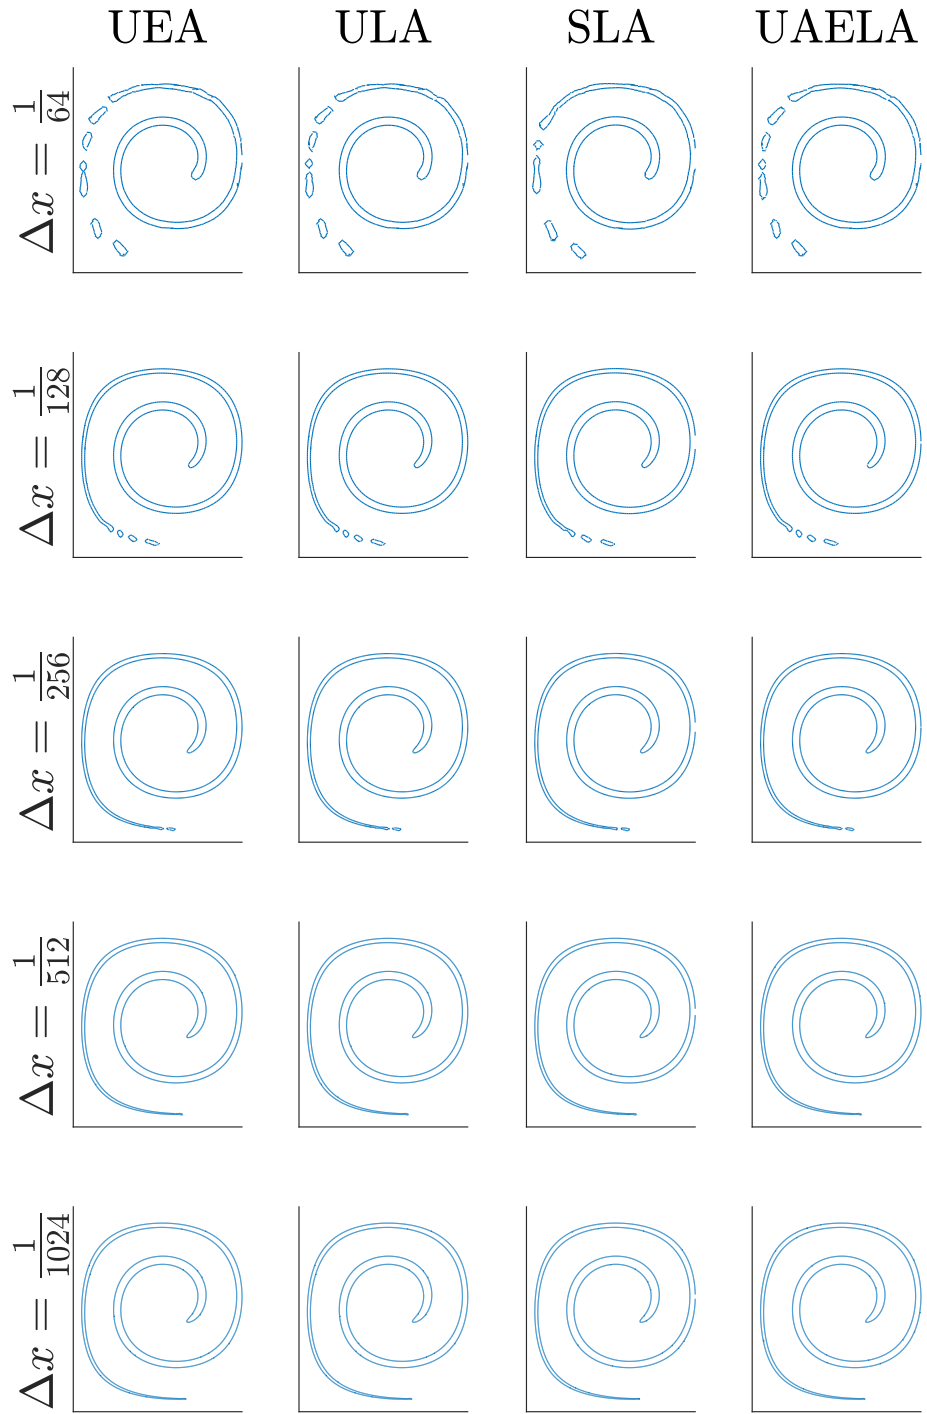 UEA ULA SLA UAELA
Δx = 1/64
Δx = 1/128
Δx = 1/256
Δx = 1/512
Δx = 1/1024